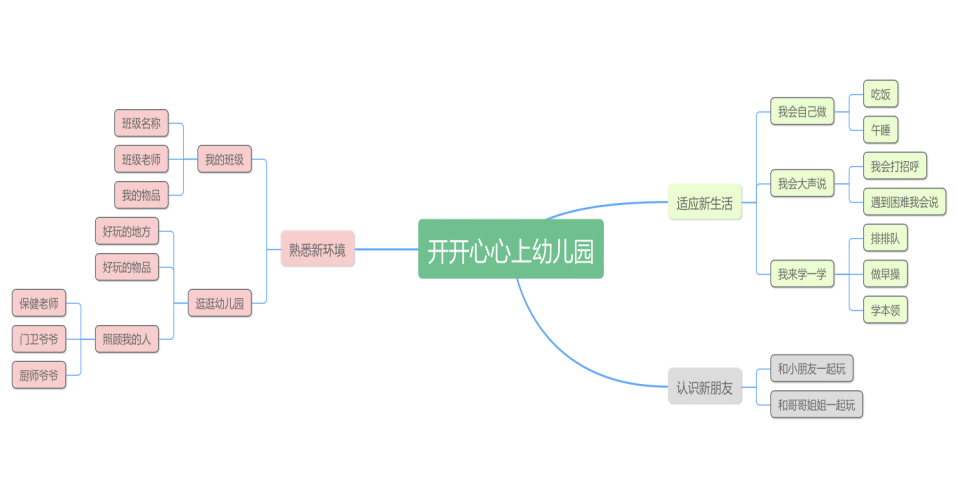 开开心心上幼儿园
熟悉新环境
我的班级
班级名称
班级老师
我的物品
逛逛幼儿园
好玩的地方
好玩的物品
照顾我的人
保健老师
门卫爷爷
厨师爷爷
适应新生活
我会自己做
吃饭
午睡
我会大声说
我会打招呼
遇到困难我会说
我来学一学
排排队
做早操
学本领
认识新朋友
和小朋友一起玩
和哥哥姐姐一起玩